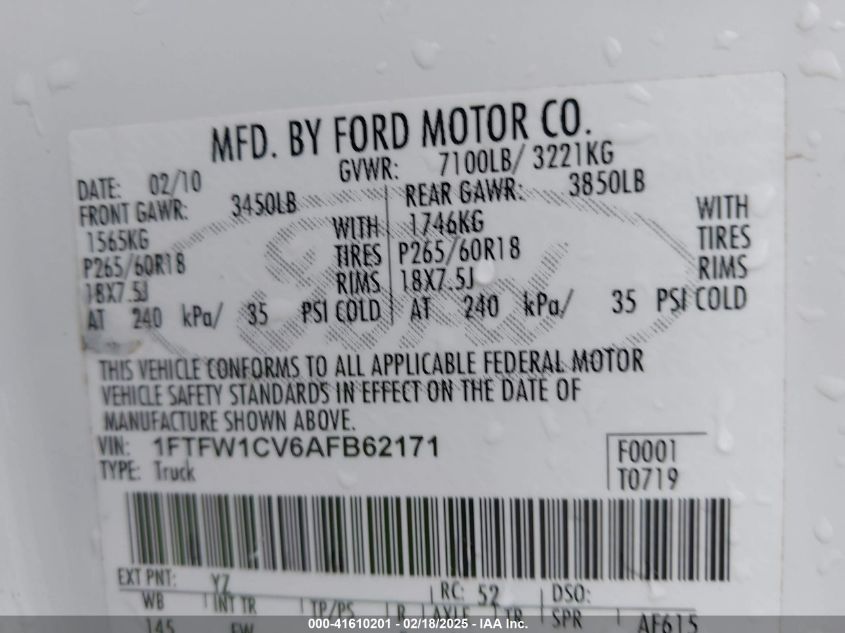 MFD. BY FORD MOTOR CO.
DATE: 02/10 GVWR: 7100LB/ 3221KG
FRONT GAWR: 3450LB REAR GAWR: 3850LB
1565KG WITH 1746KG WITH
P265/60R18 TIRES P265/60R18 TIRES
18X7.5J RIMS 18X7.5J RIMS
AT 240 kPa/ 35 PSI COLD AT 240 kPa/ 35 PSI COLD
THIS VEHICLE CONFORMS TO ALL APPLICABLE FEDERAL MOTOR
VEHICLE SAFETY STANDARDS IN EFFECT ON THE DATE OF
MANUFACTURE SHOWN ABOVE.
VIN: 1FTFW1CV6AFB62171 F0001
TYPE: Truck T0719
EXT PNT: YZ RC: 52 DSO:
WB INT TR TP/PS R AXLE TR SPR AF615
145 EW
000-41610201 - 02/18/2025 - IAA Inc.